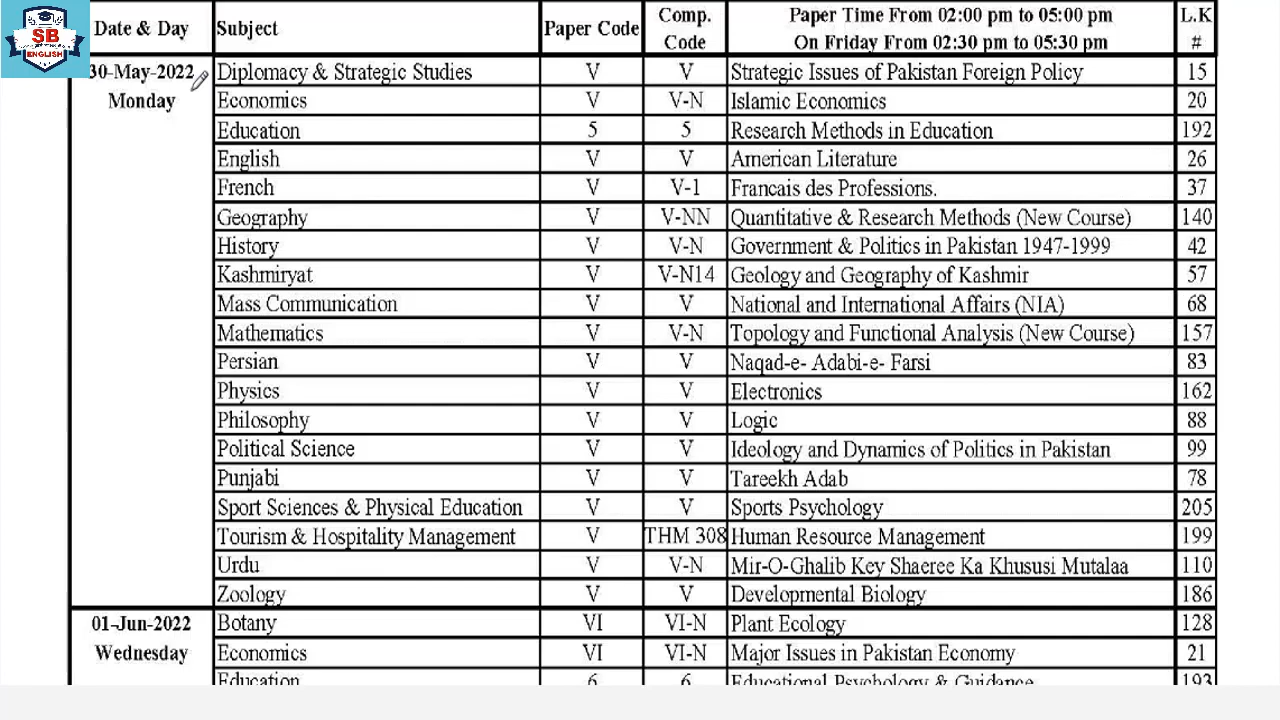 SB
ENGLISH
Date & Day Subject Paper Code Comp. Code Paper Time From 02:00 pm to 05:00 pm On Friday From 02:30 pm to 05:30 pm L.K #
30-May-2022 Monday Diplomacy & Strategic Studies V V Strategic Issues of Pakistan Foreign Policy 15
Economics V V-N Islamic Economics 20
Education 5 5 Research Methods in Education 192
English V V American Literature 26
French V V-1 Francais des Professions. 37
Geography V V-NN Quantitative & Research Methods (New Course) 140
History V V-N Government & Politics in Pakistan 1947-1999 42
Kashmiryat V V-N14 Geology and Geography of Kashmir 57
Mass Communication V V National and International Affairs (NIA) 68
Mathematics V V-N Topology and Functional Analysis (New Course) 157
Persian V V Naqad-e- Adabi-e- Farsi 83
Physics V V Electronics 162
Philosophy V V Logic 88
Political Science V V Ideology and Dynamics of Politics in Pakistan 99
Punjabi V V Tareekh Adab 78
Sport Sciences & Physical Education V V Sports Psychology 205
Tourism & Hospitality Management V THM 308 Human Resource Management 199
Urdu V V-N Mir-O-Ghalib Key Shaeree Ka Khususi Mutalaa 110
Zoology V V Developmental Biology 186
01-Jun-2022 Wednesday Botany VI VI-N Plant Ecology 128
Economics VI VI-N Major Issues in Pakistan Economy 21
Education 6 6 Educational Psychology & Guidance 193